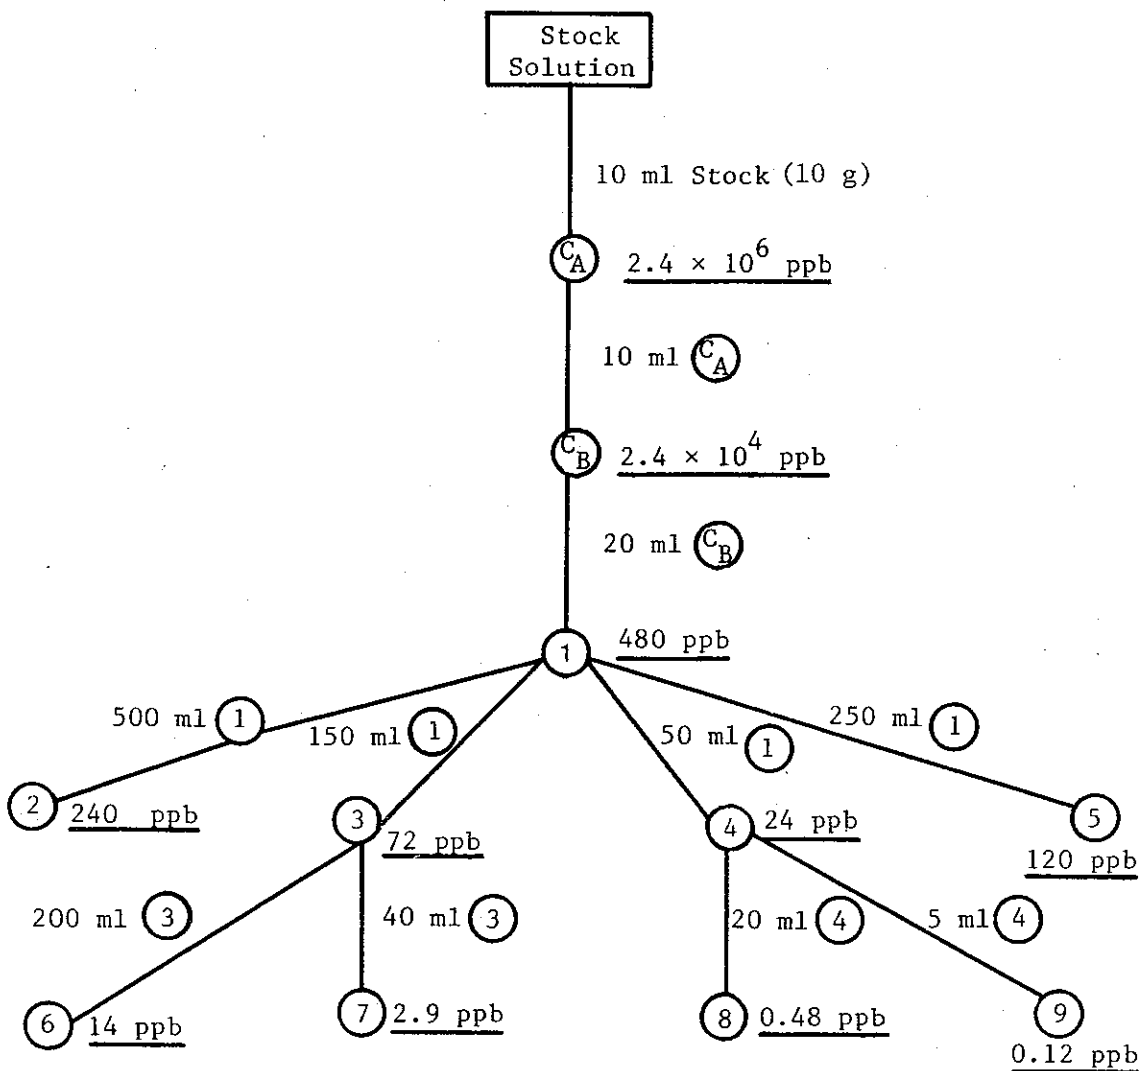 Stock
Solution
10 ml Stock (10 g)
C_A
2.4 × 10^6 ppb
10 ml C_A
C_B
2.4 × 10^4 ppb
20 ml C_B
1
480 ppb
500 ml 1
150 ml 1
50 ml 1
250 ml 1
2
240 ppb
3
72 ppb
4
24 ppb
5
120 ppb
200 ml 3
40 ml 3
20 ml 4
5 ml 4
6
14 ppb
7
2.9 ppb
8
0.48 ppb
9
0.12 ppb